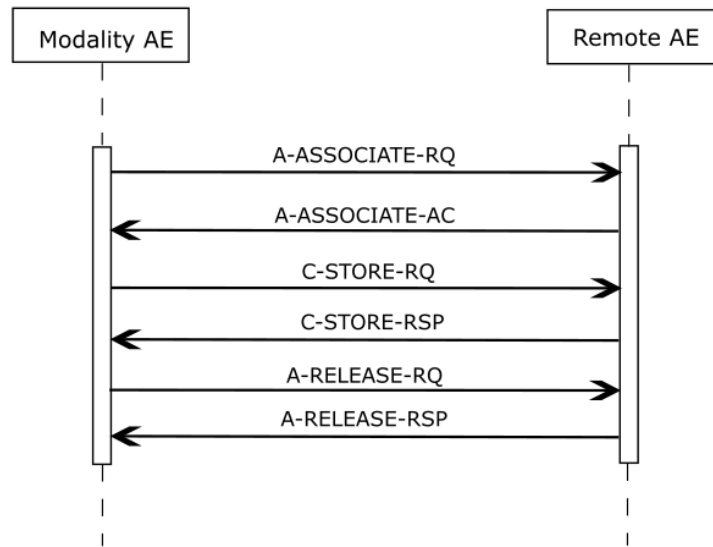 Modality AE
Remote AE
A-ASSOCIATE-RQ
A-ASSOCIATE-AC
C-STORE-RQ
C-STORE-RSP
A-RELEASE-RQ
A-RELEASE-RSP